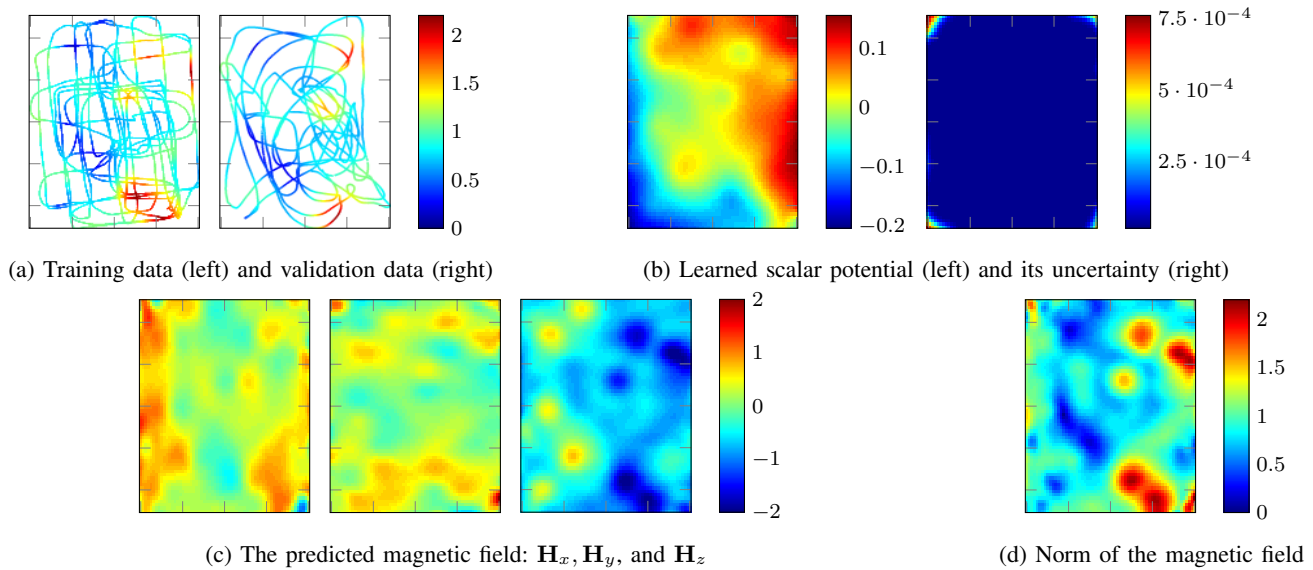 2
1.5
1
0.5
0
0.1
0
−0.1
−0.2
7.5 · 10−4
5 · 10−4
2.5 · 10−4
(a) Training data (left) and validation data (right)
(b) Learned scalar potential (left) and its uncertainty (right)
2
1
0
−1
−2
2
1.5
1
0.5
0
(c) The predicted magnetic field: Hx, Hy, and Hz
(d) Norm of the magnetic field